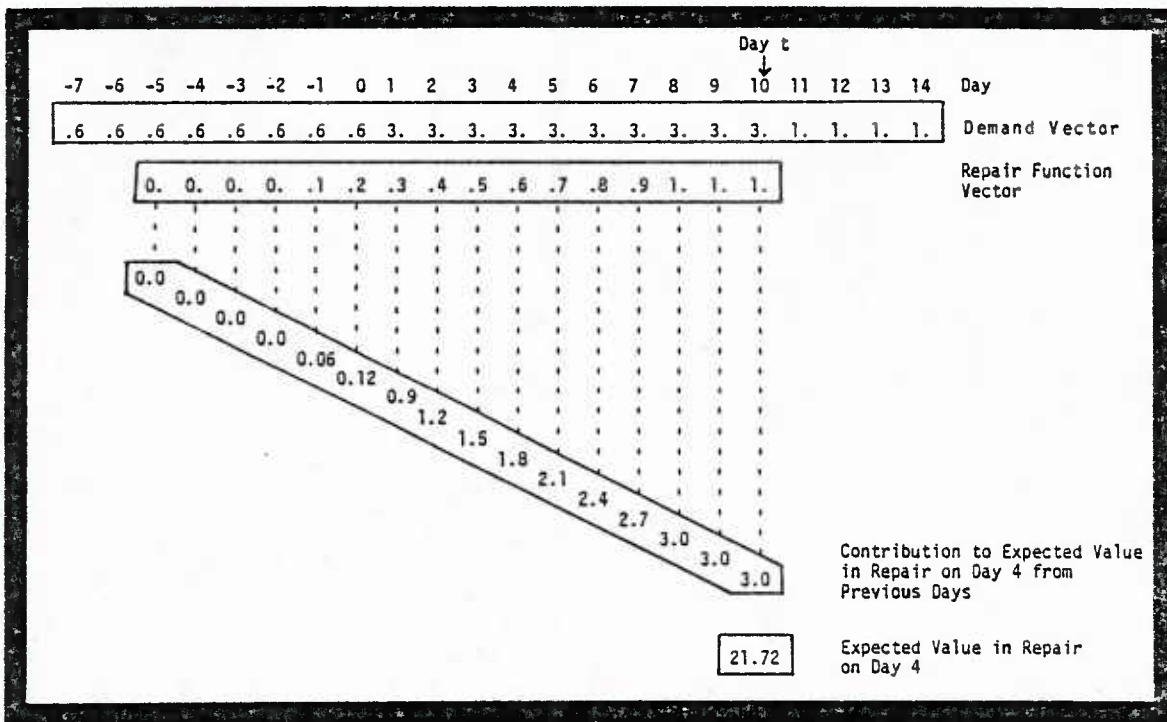 Day t
-7 -6 -5 -4 -3 -2 -1 0 1 2 3 4 5 6 7 8 9 10 11 12 13 14 Day
.6 .6 .6 .6 .6 .6 .6 .6 3. 3. 3. 3. 3. 3. 3. 3. 3. 3. 1. 1. 1. 1. Demand Vector
0. 0. 0. 0. .1 .2 .3 .4 .5 .6 .7 .8 .9 1. 1. 1. Repair Function
Vector
0.0
0.0
0.0
0.0
0.06
0.12
0.9
1.2
1.5
1.8
2.1
2.4
2.7
3.0
3.0
3.0
Contribution to Expected Value
in Repair on Day 4 from
Previous Days
21.72 Expected Value in Repair
on Day 4